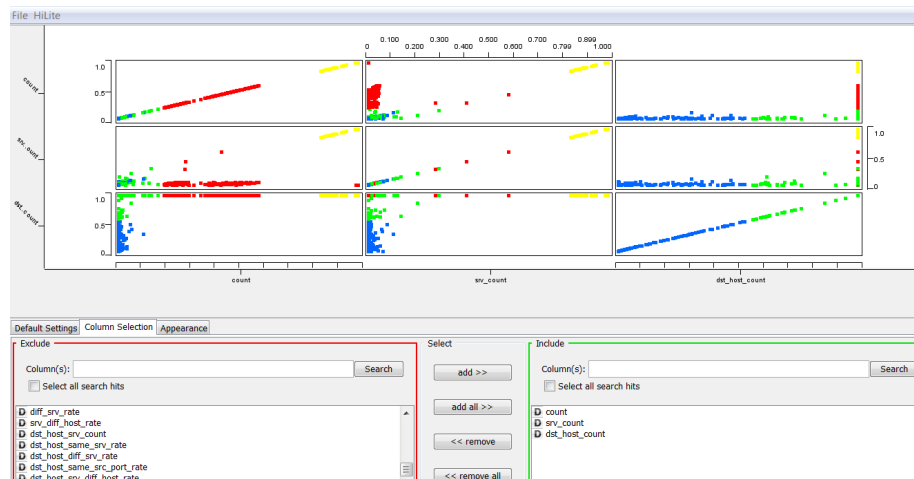 File HiLite
0.100 0.300 0.500 0.700 0.899
0 0.200 0.400 0.600 0.799 1.000
count
1.0
0.5
0
srv_count
1.0
0.5
0
dst_count
1.0
0.5
0
count srv_count dst_host_count
Default Settings Column Selection Appearance
Exclude Select Include
Column(s): Search add >> Column(s): Search
Select all search hits Select all search hits
add all >>
D diff_srv_rate D count
D srv_diff_host_rate D srv_count
D dst_host_srv_count D dst_host_count
D dst_host_same_srv_rate << remove
D dst_host_diff_srv_rate
D dst_host_same_src_port_rate
D dst_host_srv_diff_host_rate << remove all